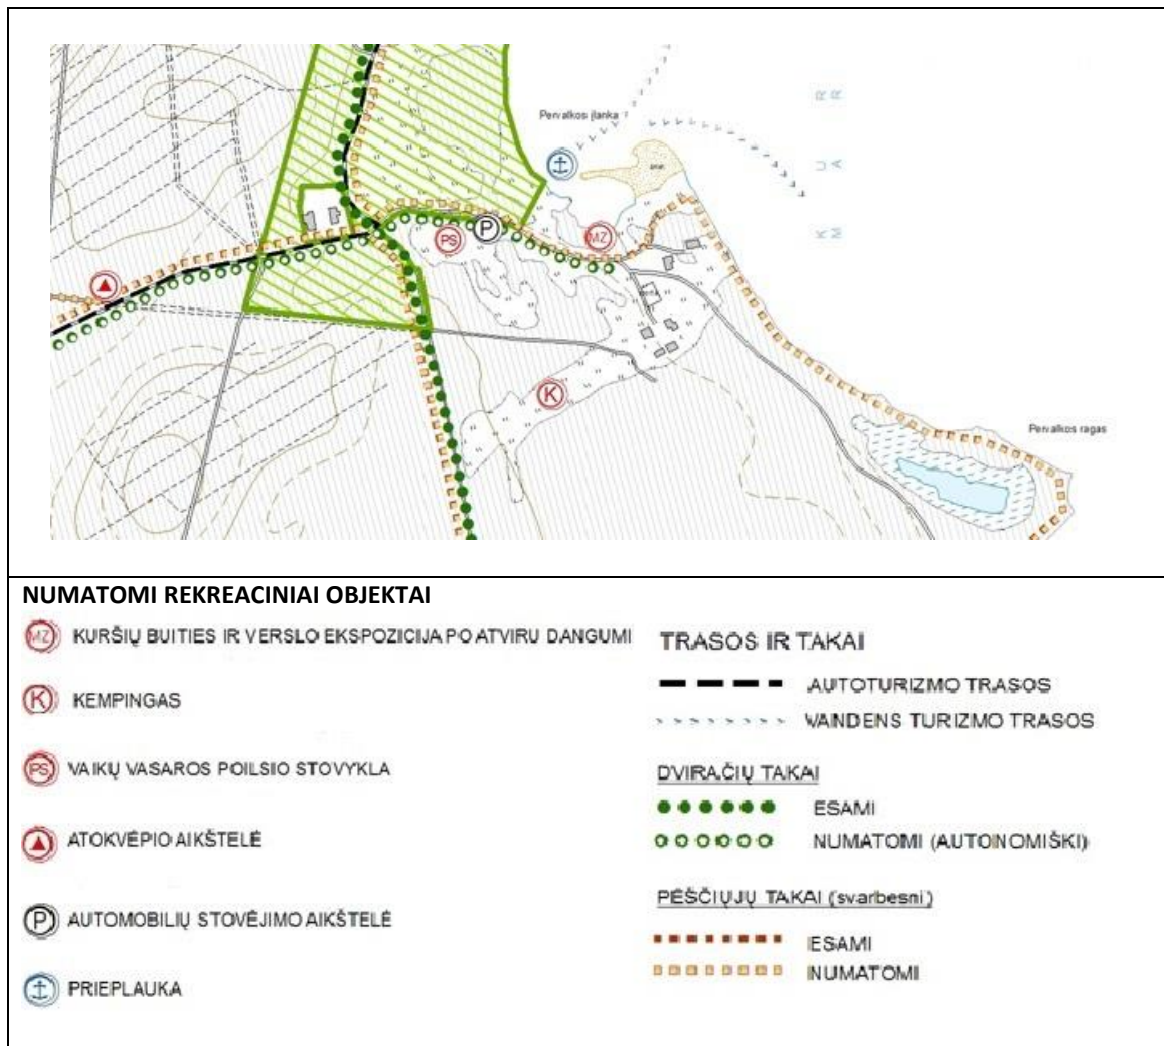 Pervalkos įlanka
K U R
M A R
MZ
P
PS
K
Pervalkos ragas
NUMATOMI REKREACINIAI OBJEKTAI
MZ KURŠIŲ BUITIES IR VERSLO EKSPOZICIJA PO ATVIRU DANGUMI
K KEMPINGAS
PS VAIKŲ VASAROS POILSIO STOVYKLA
ATOKVĖPIO AIKŠTELĖ
P AUTOMOBILIŲ STOVĖJIMO AIKŠTELĖ
PRIEPLAUKA
TRASOS IR TAKAI
AUTOTURIZMO TRASOS
VANDENS TURIZMO TRASOS
DVIRAČIŲ TAKAI
ESAMI
NUMATOMI (AUTONOMIŠKI)
PĖSČIŲJŲ TAKAI (svarbesni)
ESAMI
NUMATOMI